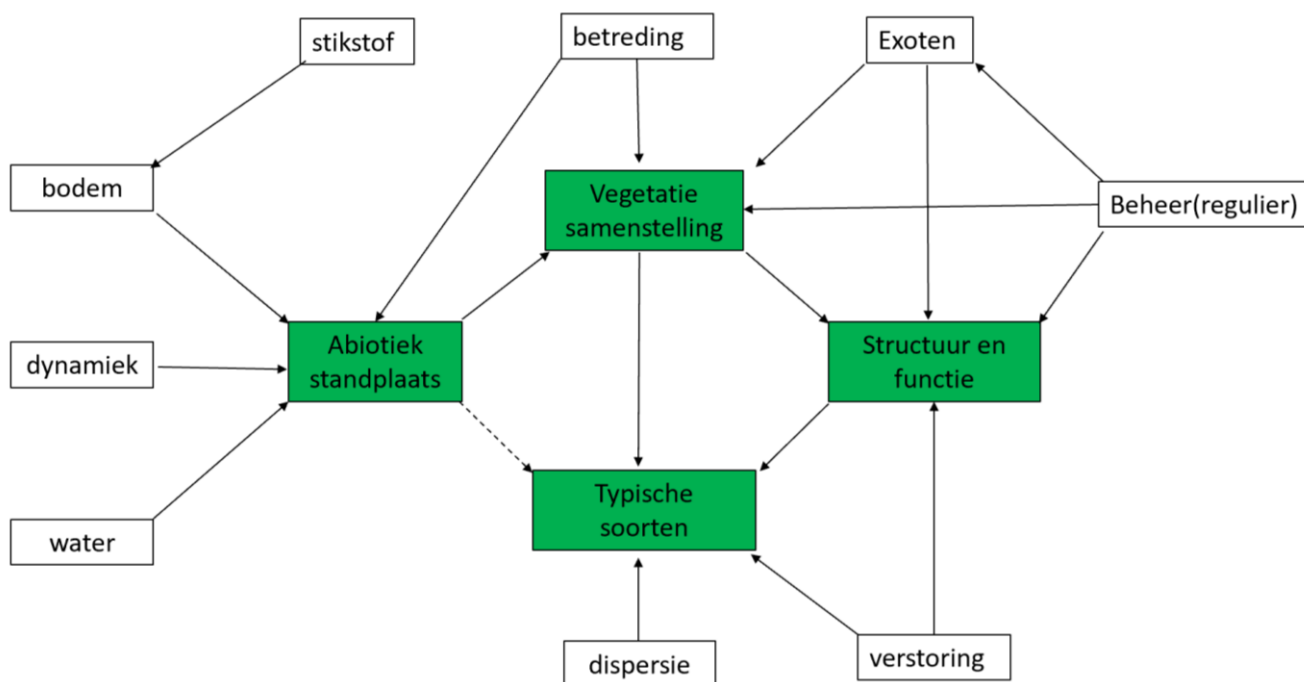 stikstof
betreding
Exoten
bodem
Vegetatie
samenstelling
Beheer(regulier)
dynamiek
Abiotiek
standplaats
Structuur en
functie
Typische
soorten
water
dispersie
verstoring